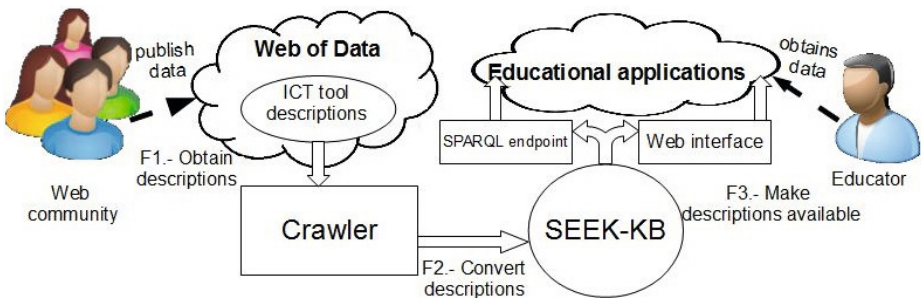 publish
data
Web of Data
ICT tool
descriptions
F1.- Obtain
descriptions
Web
community
Crawler
F2.- Convert
descriptions
SEEK-KB
SPARQL endpoint
Web interface
Educational applications
F3.- Make
descriptions available
obtains
data
Educator